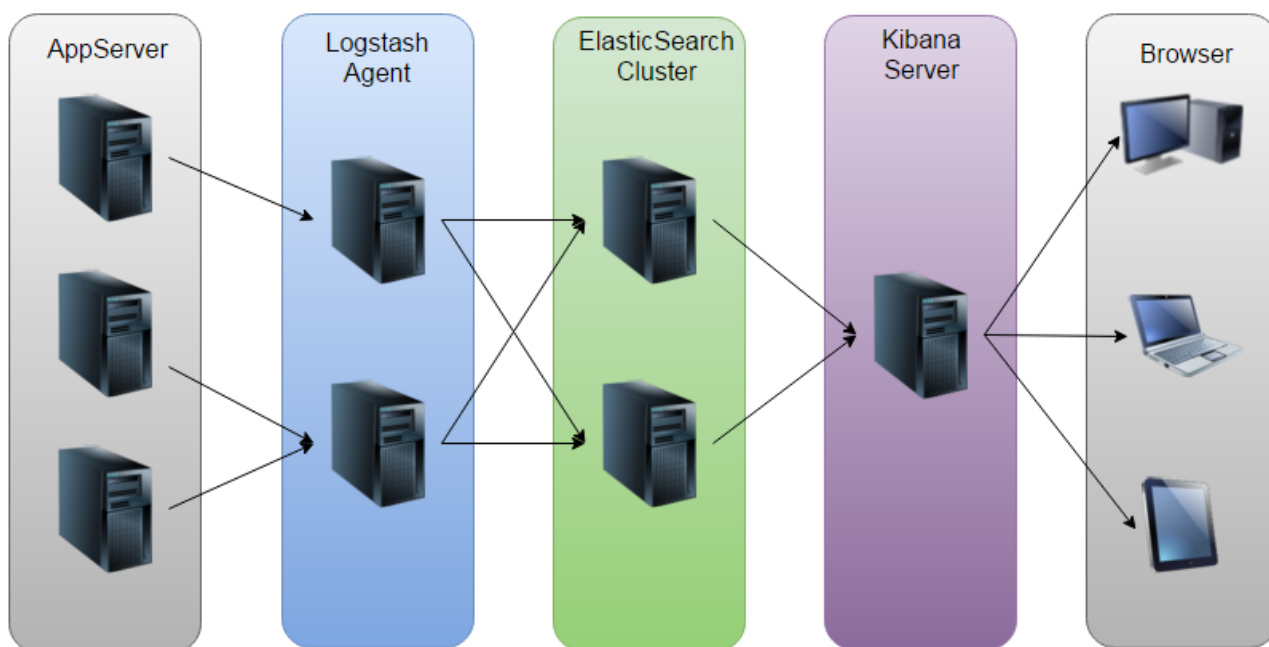 AppServer
Logstash
Agent
ElasticSearch
Cluster
Kibana
Server
Browser